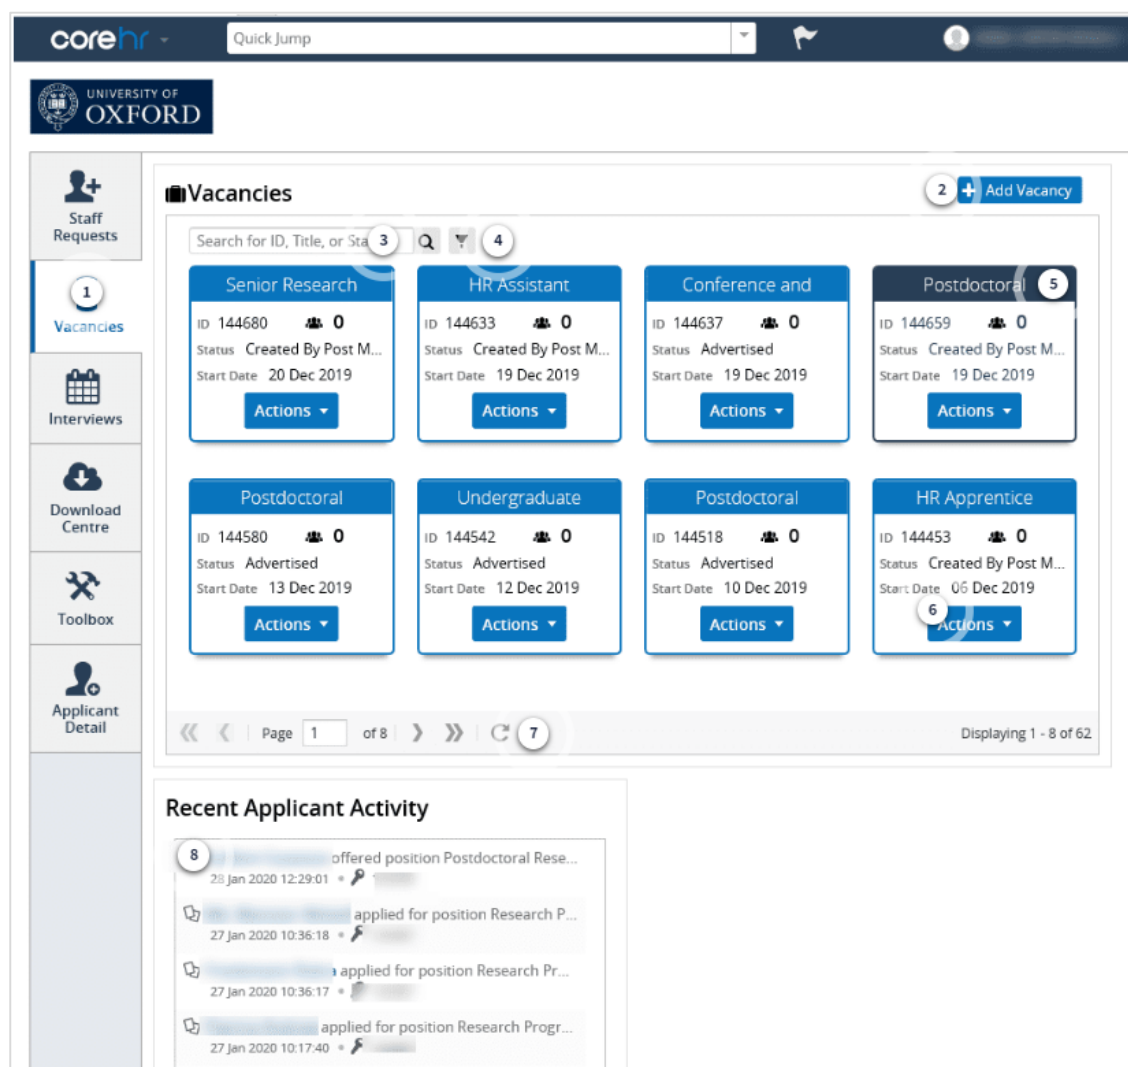 corehr
Quick Jump
UNIVERSITY OF
OXFORD
Staff
Requests
1
Vacancies
Interviews
Download
Centre
Toolbox
Applicant
Detail
Vacancies
2
Add Vacancy
Search for ID, Title, or Sta
3
4
Senior Research
ID 144680 0
Status Created By Post M...
Start Date 20 Dec 2019
Actions
HR Assistant
ID 144633 0
Status Created By Post M...
Start Date 19 Dec 2019
Actions
Conference and
ID 144637 0
Status Advertised
Start Date 19 Dec 2019
Actions
Postdoctoral
5
ID 144659 0
Status Created By Post M...
Start Date 19 Dec 2019
Actions
Postdoctoral
ID 144580 0
Status Advertised
Start Date 13 Dec 2019
Actions
Undergraduate
ID 144542 0
Status Advertised
Start Date 12 Dec 2019
Actions
Postdoctoral
ID 144518 0
Status Advertised
Start Date 10 Dec 2019
Actions
HR Apprentice
ID 144453 0
Status Created By Post M...
Start Date 06 Dec 2019
6
Actions
Page 1 of 8
7
Displaying 1 - 8 of 62
Recent Applicant Activity
8
offered position Postdoctoral Rese...
28 Jan 2020 12:29:01
applied for position Research P...
27 Jan 2020 10:36:18
applied for position Research Pr...
27 Jan 2020 10:36:17
applied for position Research Progr...
27 Jan 2020 10:17:40